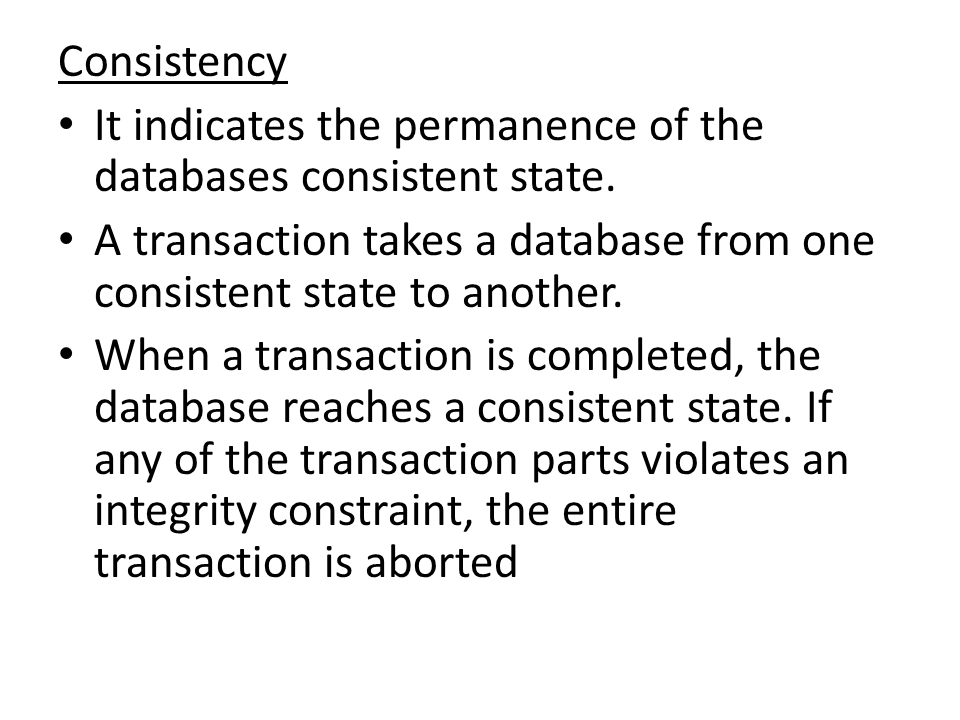 Consistency
• It indicates the permanence of the
databases consistent state.
• A transaction takes a database from one
consistent state to another.
• When a transaction is completed, the
database reaches a consistent state. If
any of the transaction parts violates an
integrity constraint, the entire
transaction is aborted